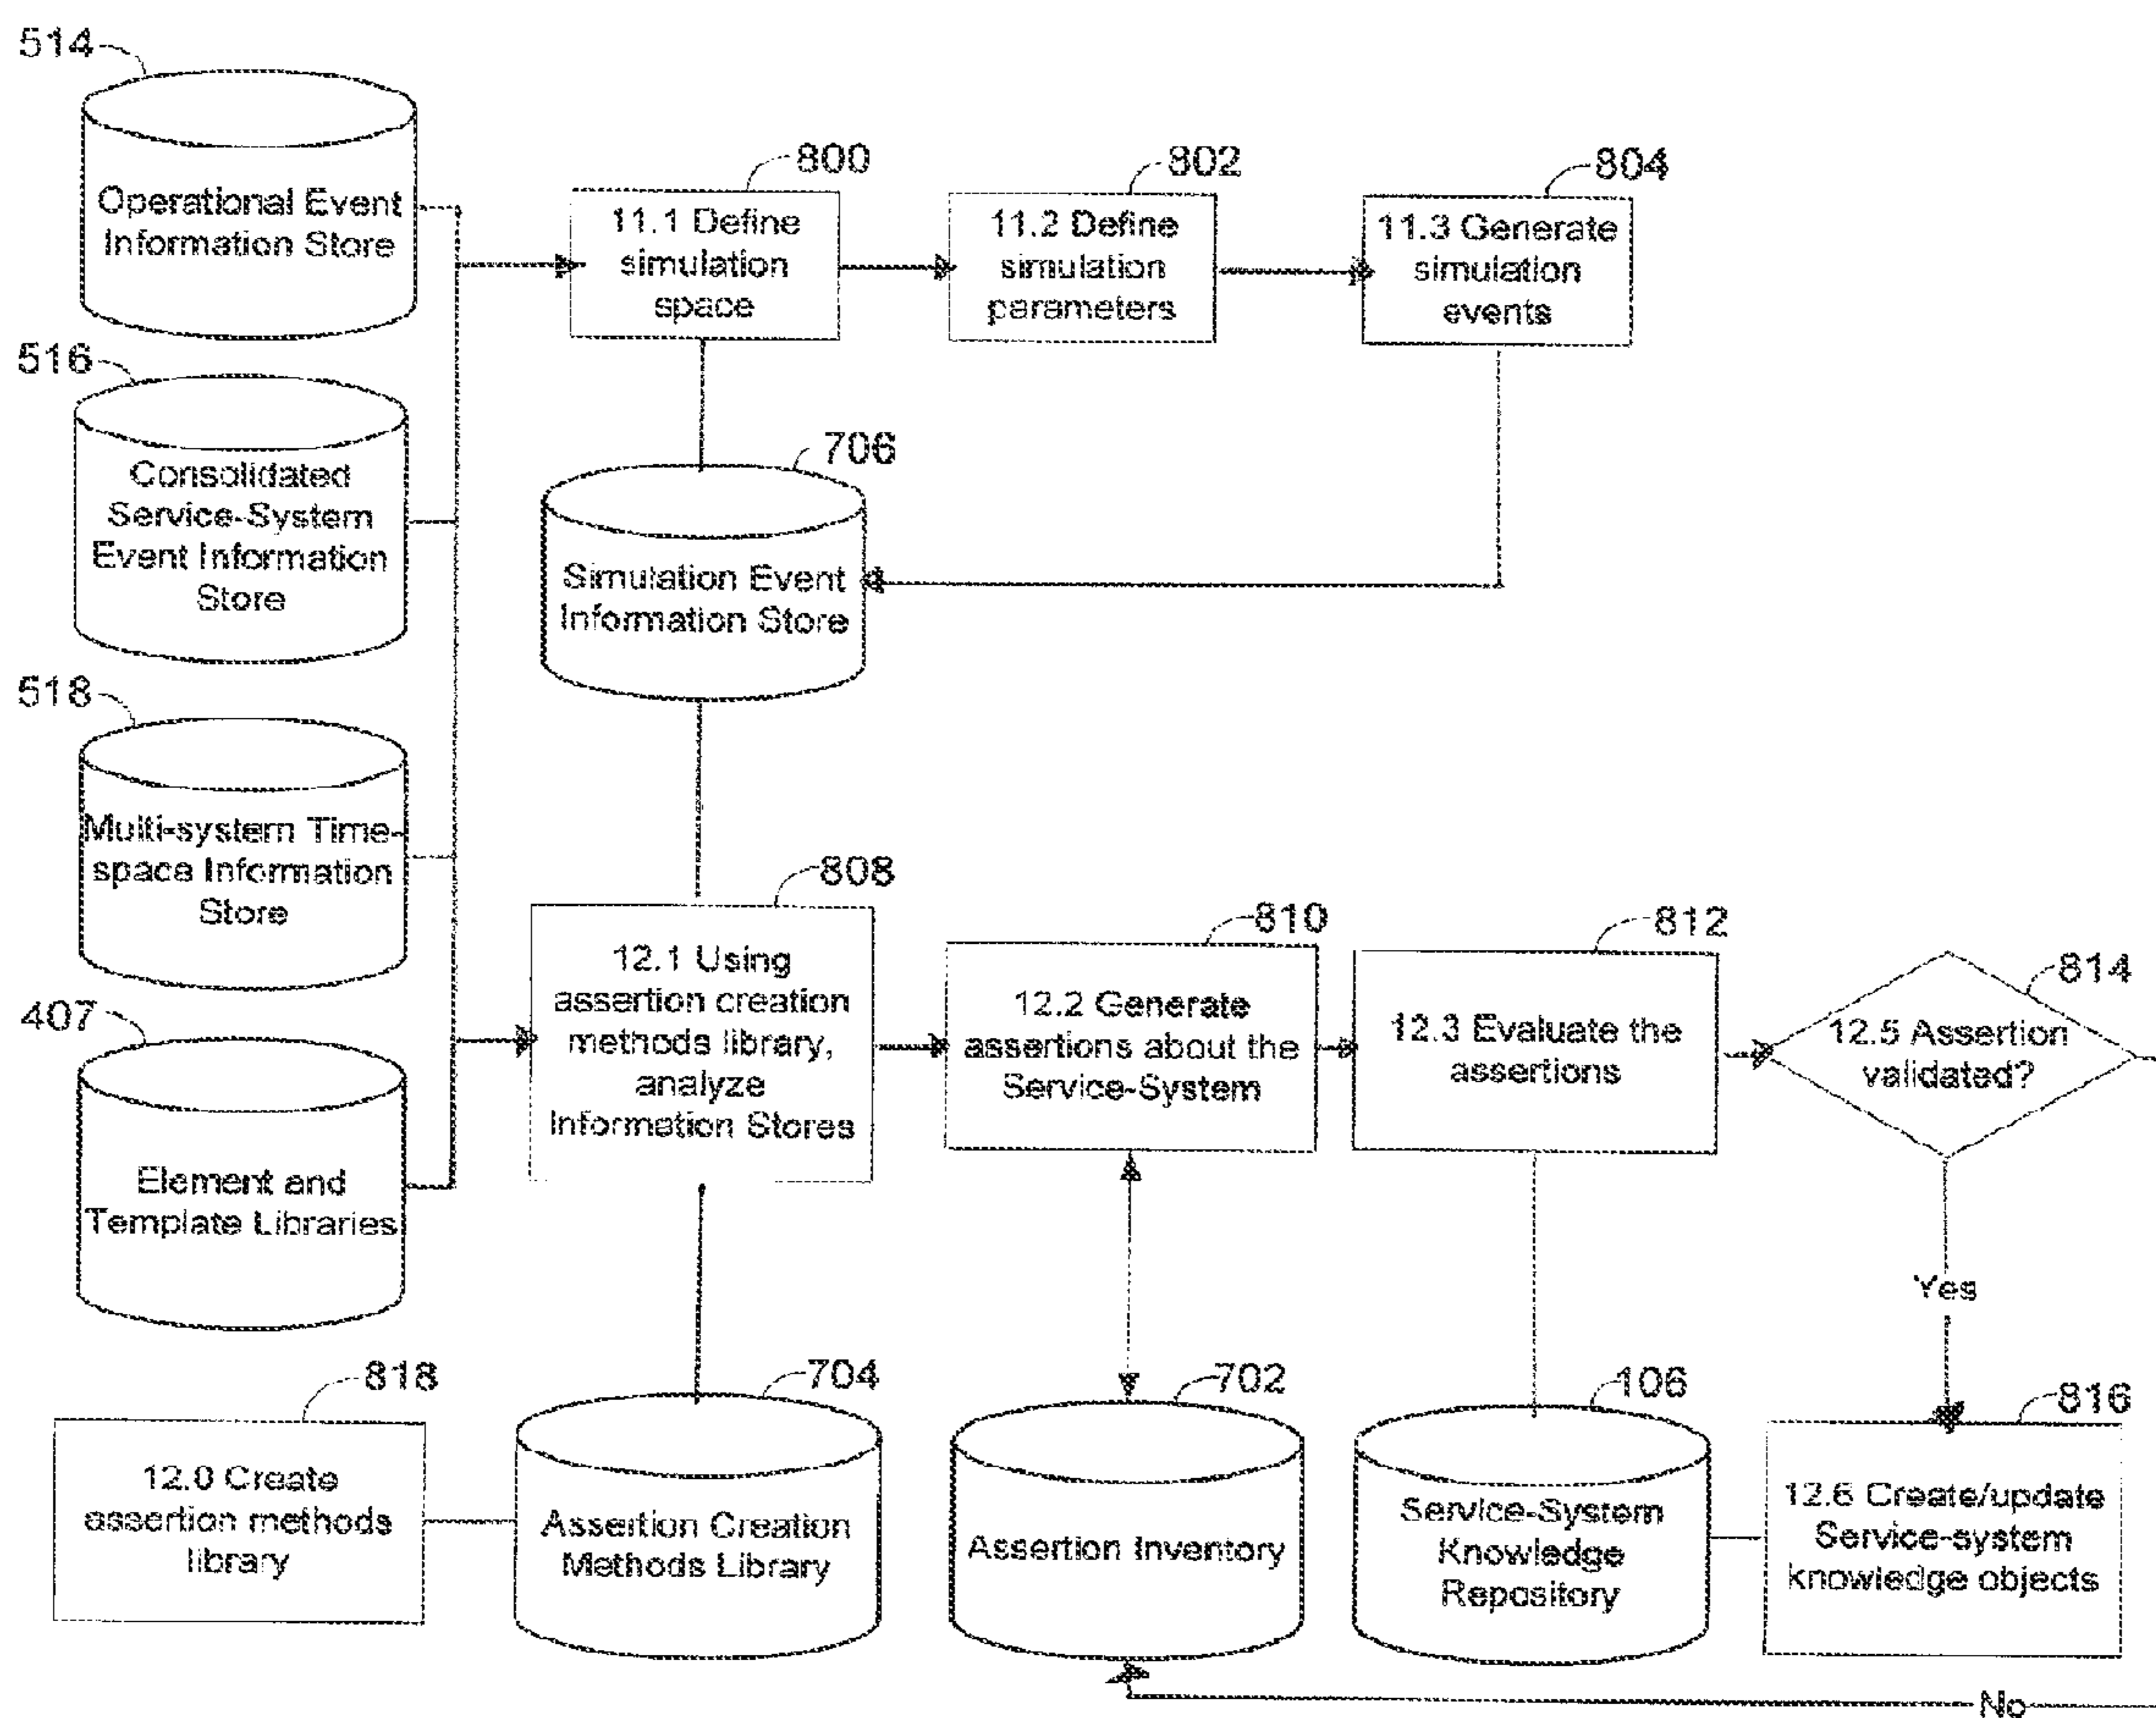 514
Operational Event
Information Store
800
11.1 Define
simulation
space
802
11.2 Define
simulation
parameters
804
11.3 Generate
simulation
events
516
Consolidated
Service-System
Event Information
Store
706
Simulation Event
Information Store
518
Multi-system Time-
space Information
Store
407
Element and
Template Libraries
808
12.1 Using
assertion creation
methods library,
analyze
Information Stores
810
12.2 Generate
assertions about the
Service-System
812
12.3 Evaluate the
assertions
814
12.5 Assertion
validated?
Yes
818
12.0 Create
assertion methods
library
704
Assertion Creation
Methods Library
702
Assertion Inventory
106
Service-System
Knowledge
Repository
816
12.6 Create/update
Service-system
knowledge objects
No